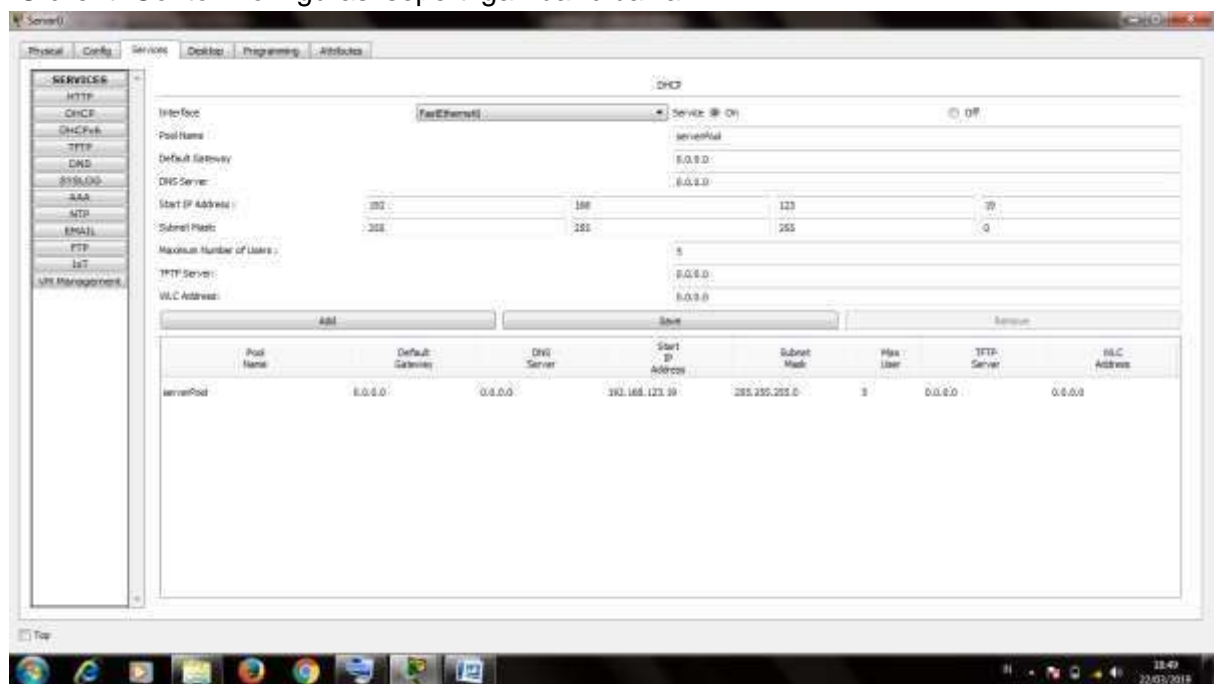 Server0
Physical Config Services Desktop Programming Attributes
SERVICES
HTTP
DHCP
DHCPv6
TFTP
DNS
SYSLOG
AAA
NTP
EMAIL
FTP
IoT
VM Management
DHCP
Interface FastEthernet0 Service On Off
Pool Name serverPool
Default Gateway 0.0.0.0
DNS Server 0.0.0.0
Start IP Address : 192 168 123
Subnet Mask: 255 255 255 0
Maximum Number of Users : 5
TFTP Server: 0.0.0.0
WLC Address: 0.0.0.0
Add Save Remove
Pool Name Default Gateway DNS Server Start IP Address Subnet Mask Max User TFTP Server WLC Address
serverPool 0.0.0.0 0.0.0.0 255.255.255.0 5 0.0.0.0 0.0.0.0
Top
18:49
22/03/2019